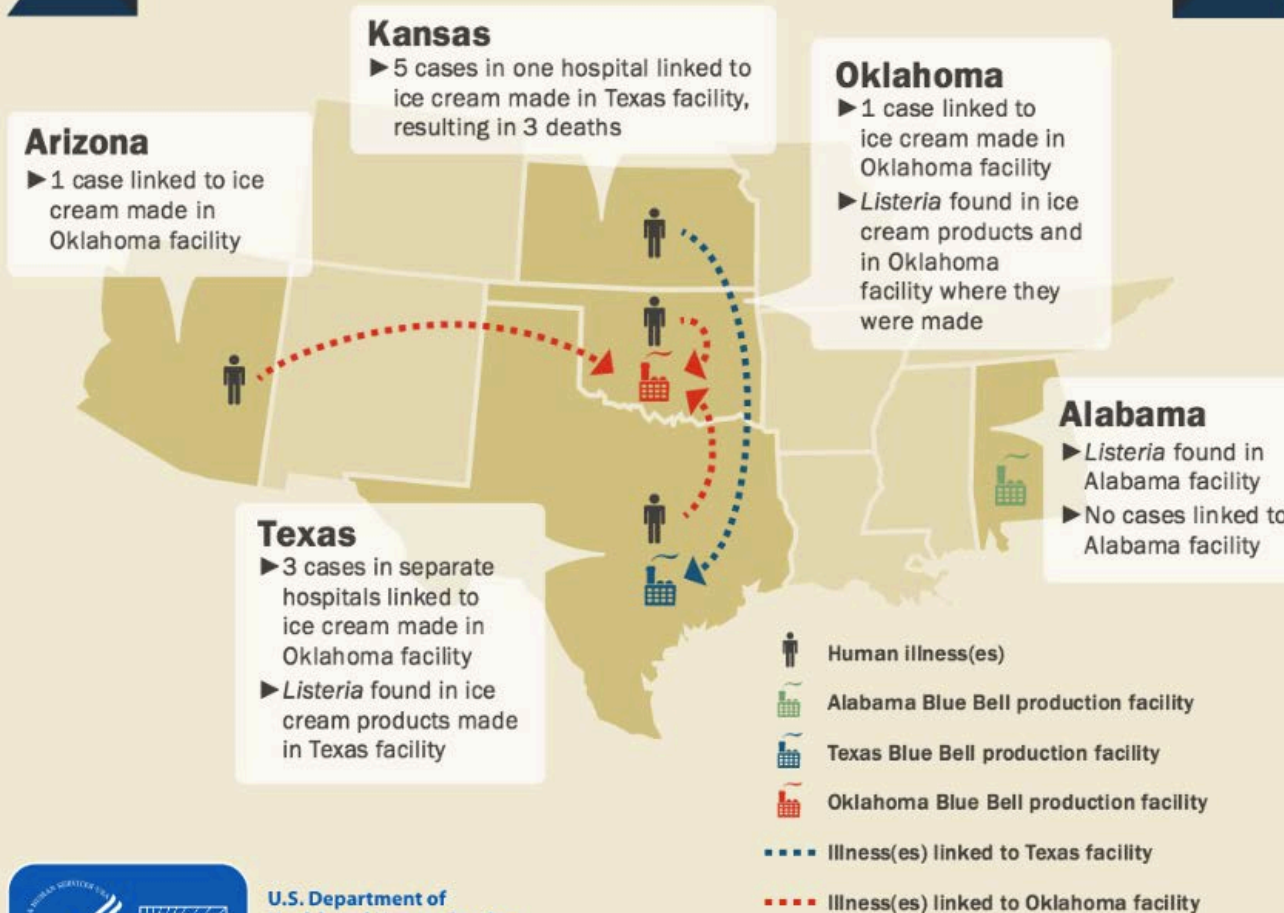 Kansas
►5 cases in one hospital linked to
ice cream made in Texas facility,
resulting in 3 deaths
Oklahoma
►1 case linked to
ice cream made in
Oklahoma facility
►Listeria found in ice
cream products and
in Oklahoma
facility where they
were made
Arizona
►1 case linked to ice
cream made in
Oklahoma facility
Alabama
►Listeria found in
Alabama facility
►No cases linked to
Alabama facility
Texas
►3 cases in separate
hospitals linked to
ice cream made in
Oklahoma facility
►Listeria found in ice
cream products made
in Texas facility
Human illness(es)
Alabama Blue Bell production facility
Texas Blue Bell production facility
Oklahoma Blue Bell production facility
Illness(es) linked to Texas facility
Illness(es) linked to Oklahoma facility
U.S. Department of